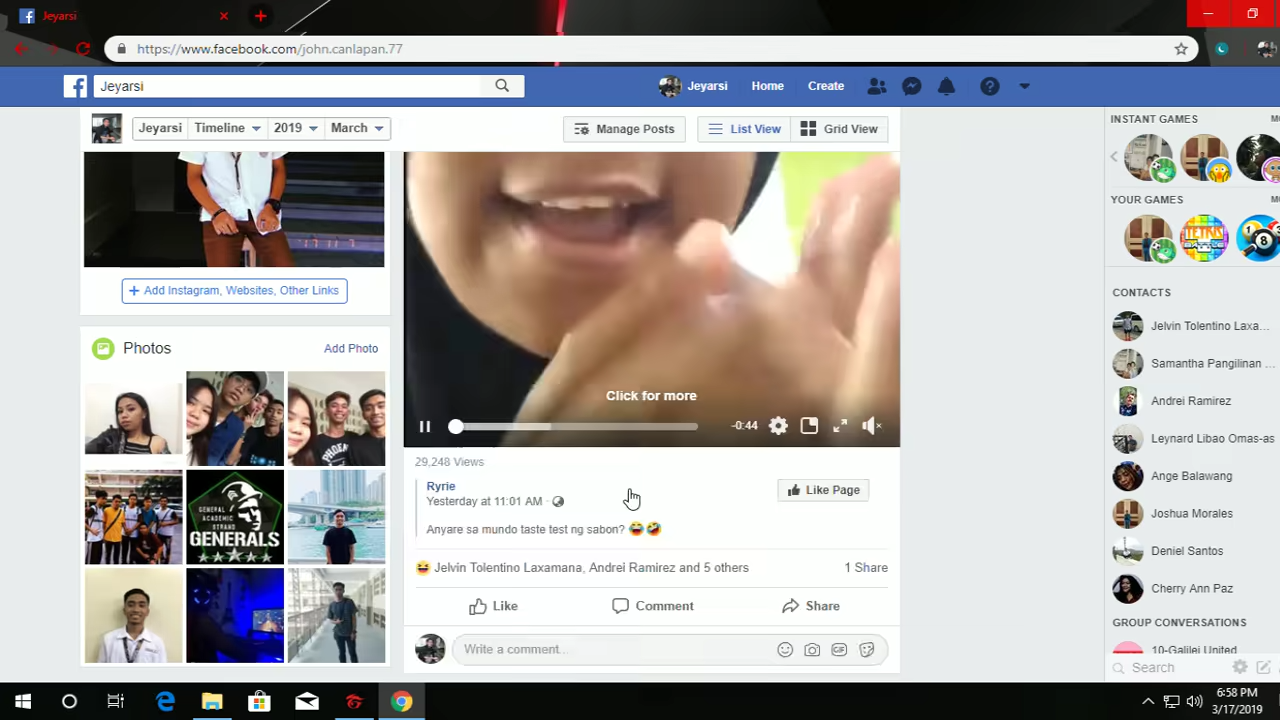 Jeyarsi
https://www.facebook.com/john.canlapan.77
Jeyarsi
Jeyarsi
Home
Create
Jeyarsi
Timeline
2019
March
Manage Posts
List View
Grid View
Add Instagram, Websites, Other Links
Photos
Add Photo
PHOENIX
GENERAL
ACADEMIC
STRAND
GENERALS
Click for more
-0:44
29,248 Views
Ryrie
Yesterday at 11:01 AM ·
Like Page
Anyare sa mundo taste test ng sabon? 😆🤣
Jelvin Tolentino Laxamana, Andrei Ramirez and 5 others
1 Share
Like
Comment
Share
Write a comment...
GIF
INSTANT GAMES
YOUR GAMES
TETRIS
CONTACTS
Jelvin Tolentino Laxa...
Samantha Pangilinan ...
Andrei Ramirez
Leynard Libao Omas-as
Ange Balawang
Joshua Morales
Deniel Santos
Cherry Ann Paz
GROUP CONVERSATIONS
10-Galilei United
Search
6:58 PM
3/17/2019